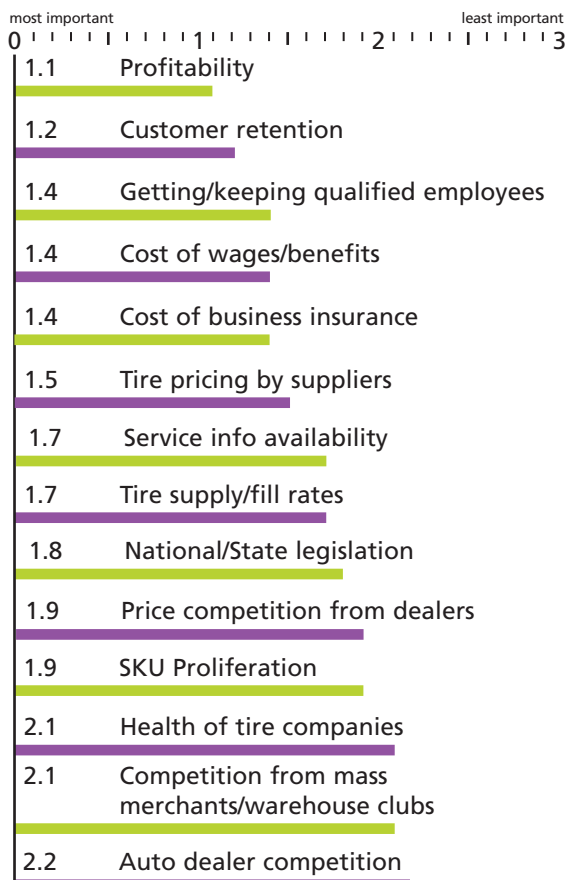 most important least important
0 1 2 3
1.1 Profitability
1.2 Customer retention
1.4 Getting/keeping qualified employees
1.4 Cost of wages/benefits
1.4 Cost of business insurance
1.5 Tire pricing by suppliers
1.7 Service info availability
1.7 Tire supply/fill rates
1.8 National/State legislation
1.9 Price competition from dealers
1.9 SKU Proliferation
2.1 Health of tire companies
2.1 Competition from mass
merchants/warehouse clubs
2.2 Auto dealer competition